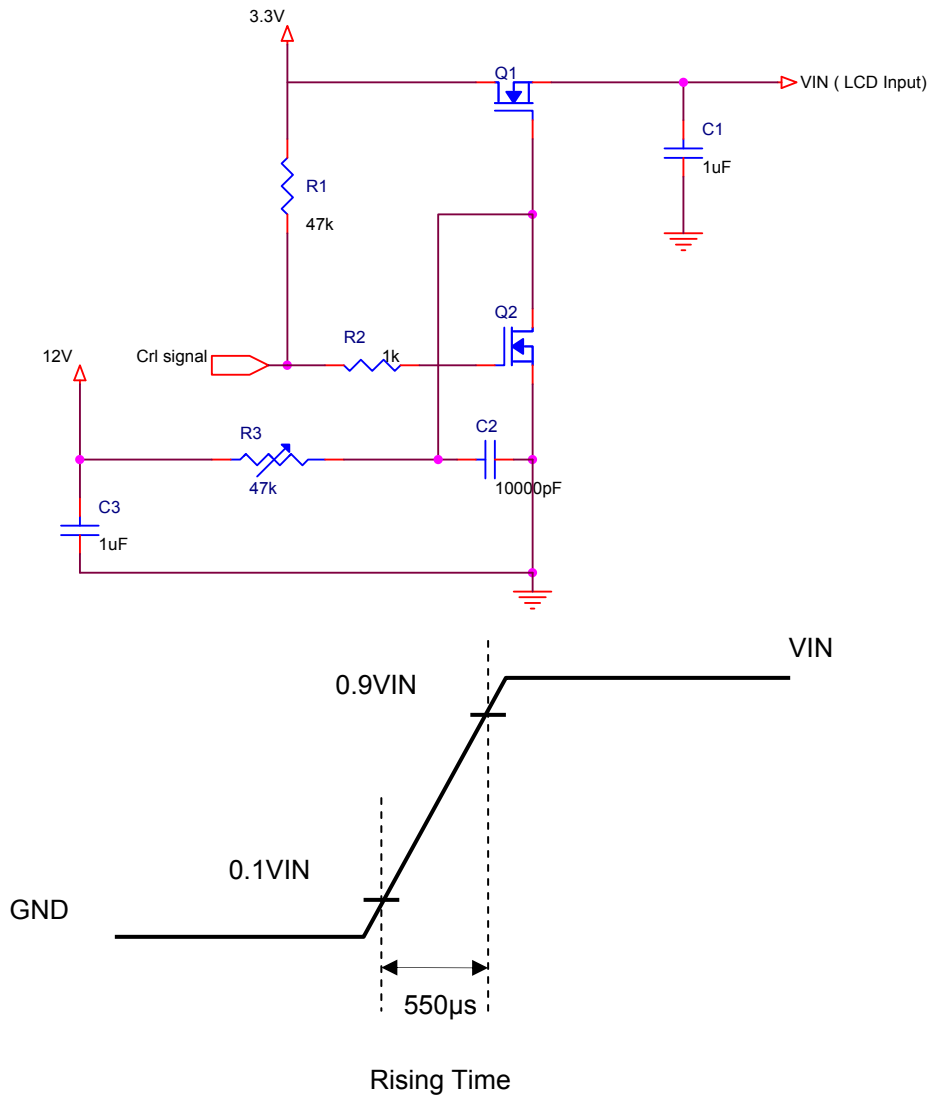 3.3V
Q1
VIN ( LCD Input)
C1
1uF
R1
47k
Q2
R2
1k
12V
Crl signal
R3
47k
C2
10000pF
C3
1uF
VIN
0.9VIN
0.1VIN
GND
550µs
Rising Time